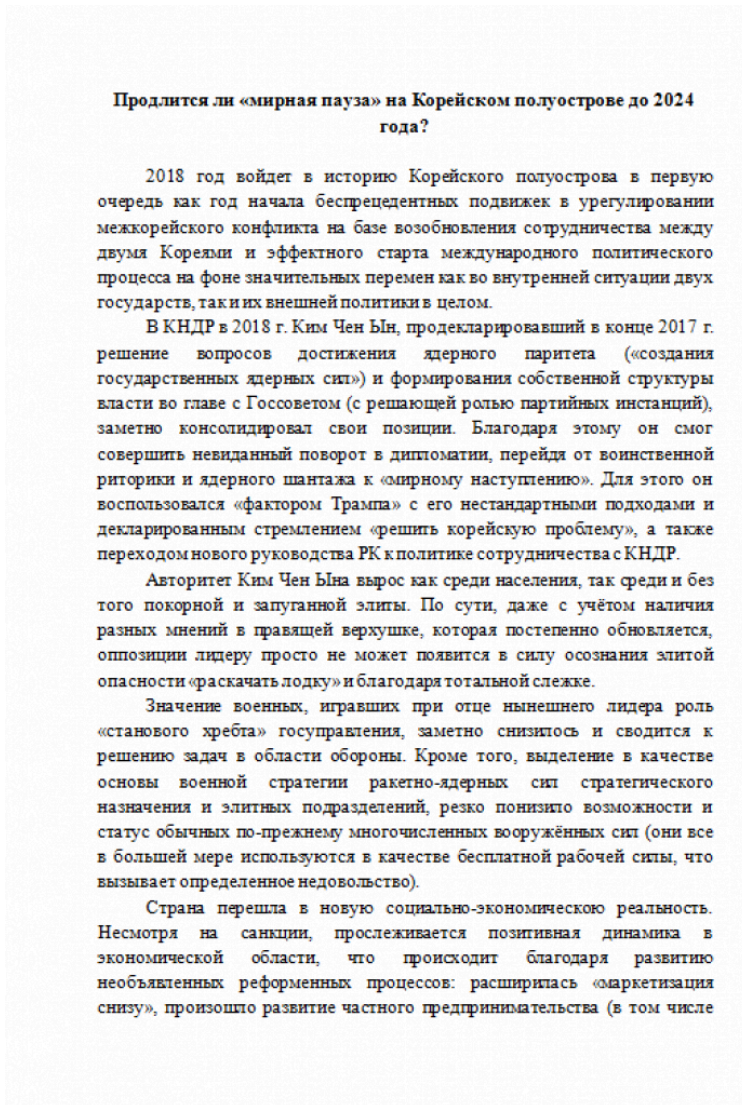 Продлится ли «мирная пауза» на Корейском полуострове до 2024
года?
2018 год войдет в историю Корейского полуострова в первую
очередь как год начала беспрецедентных подвижек в урегулировании
межкорейского конфликта на базе возобновления сотрудничества между
двумя Кореями и эффектного старта международного политического
процесса на фоне значительных перемен как во внутренней ситуации двух
государств, так и их внешней политики в целом.
В КНДР в 2018 г. Ким Чен Ын, продекларировавший в конце 2017 г.
решение вопросов достижения ядерного паритета («создания
государственных ядерных сил») и формирования собственной структуры
власти во главе с Госсоветом (с решающей ролью партийных инстанций),
заметно консолидировал свои позиции. Благодаря этому он смог
совершить невиданный поворот в дипломатии, перейдя от воинственной
риторики и ядерного шантажа к «мирному наступлению». Для этого он
воспользовался «фактором Трампа» с его нестандартными подходами и
декларированным стремлением «решить корейскую проблему», а также
переходом нового руководства РК к политике сотрудничества с КНДР.
Авторитет Ким Чен Ына вырос как среди населения, так среди и без
того покорной и запуганной элиты. По сути, даже с учётом наличия
разных мнений в правящей верхушке, которая постепенно обновляется,
оппозиции лидеру просто не может появится в силу осознания элитой
опасности «раскачать лодку» и благодаря тотальной слежке.
Значение военных, игравших при отце нынешнего лидера роль
«станового хребта» госуправления, заметно снизилось и сводится к
решению задач в области обороны. Кроме того, выделение в качестве
основы военной стратегии ракетно-ядерных сил стратегического
назначения и элитных подразделений, резко понизило возможности и
статус обычных по-прежнему многочисленных вооружённых сил (они все
в большей мере используются в качестве бесплатной рабочей силы, что
вызывает определенное недовольство).
Страна перешла в новую социально-экономическою реальность.
Несмотря на санкции, прослеживается позитивная динамика в
экономической области, что происходит благодаря развитию
необъявленных реформенных процессов: расширилась «маркетизация
снизу», произошло развитие частного предпринимательства (в том числе